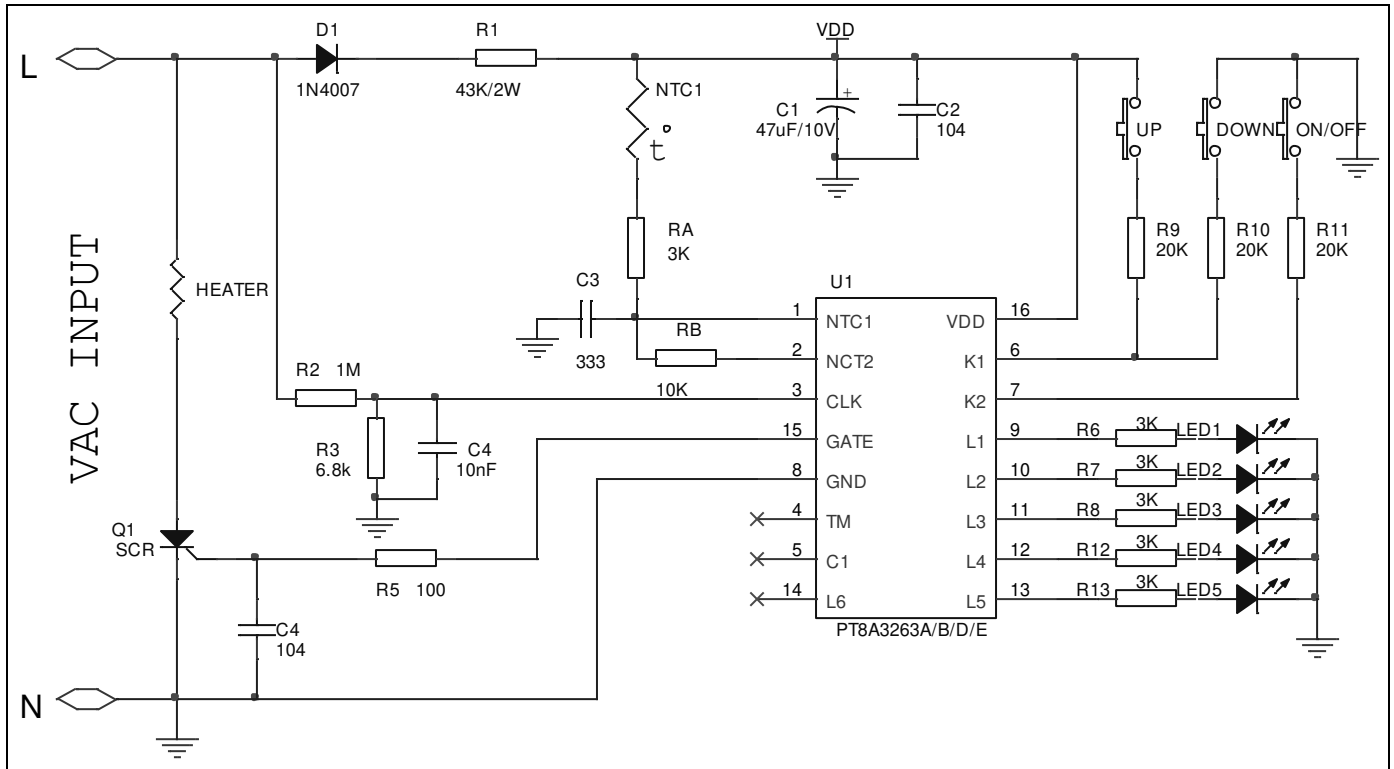 D1
R1
VDD
L
1N4007
43K/2W
NTC1
t°
C1
47uF/10V
+
C2
104
UP
DOWN
ON/OFF
RA
3K
R9
20K
R10
20K
R11
20K
VAC INPUT
HEATER
C3
333
U1
RB
10K
1 NTC1 VDD 16
2 NCT2 K1 6
3 CLK K2 7
15 GATE L1 9
8 GND L2 10
4 TM L3 11
5 C1 L4 12
14 L6 L5 13
PT8A3263A/B/D/E
R2 1M
R3
6.8k
C4
10nF
R6 3K LED1
R7 3K LED2
R8 3K LED3
R12 3K LED4
R13 3K LED5
Q1
SCR
R5 100
C4
104
N